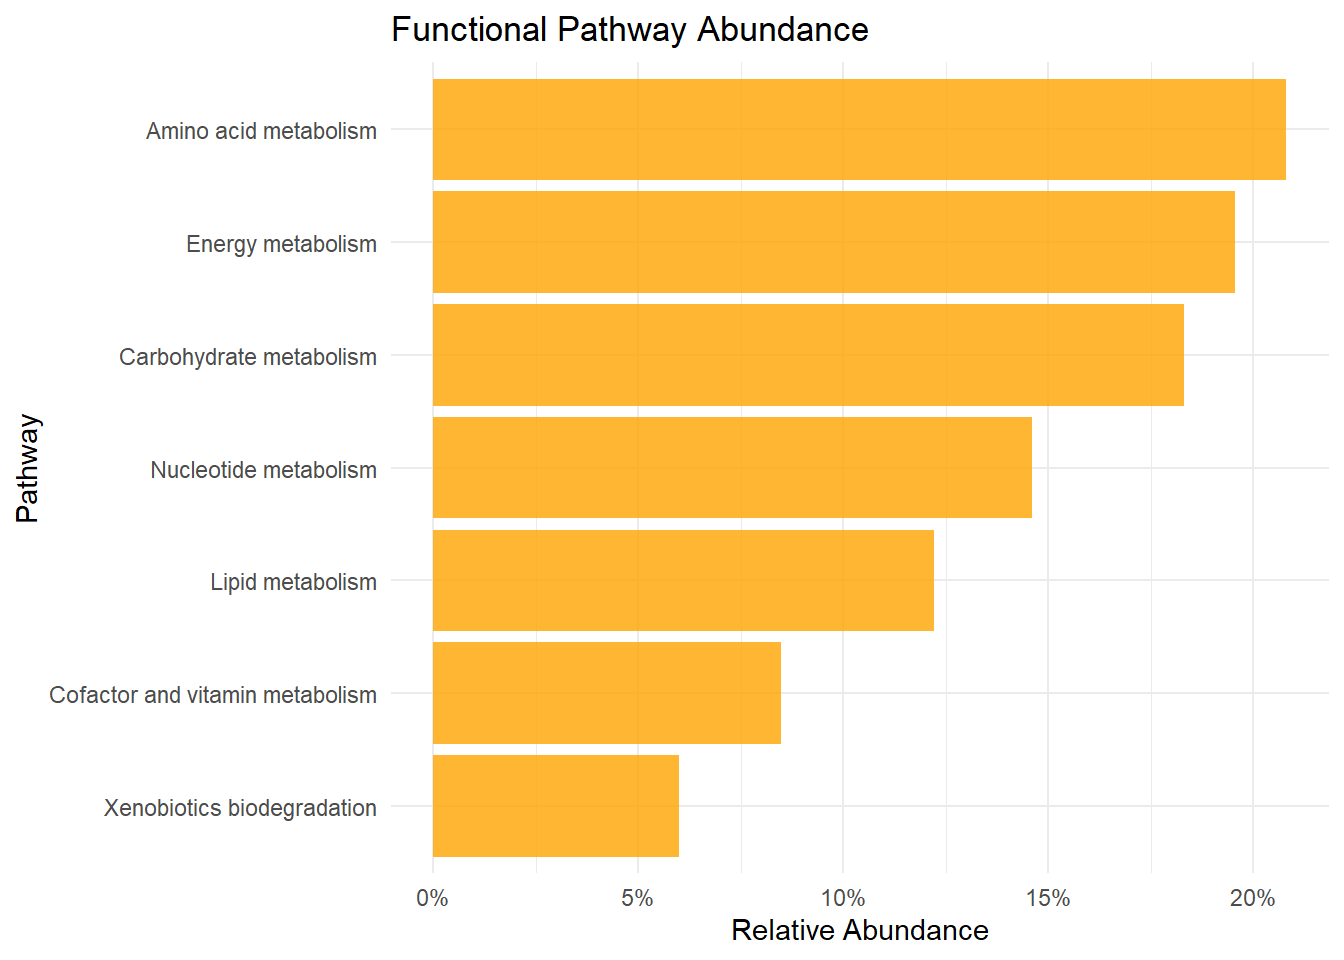 Functional Pathway Abundance
Pathway
Amino acid metabolism
Energy metabolism
Carbohydrate metabolism
Nucleotide metabolism
Lipid metabolism
Cofactor and vitamin metabolism
Xenobiotics biodegradation
0% 5% 10% 15% 20%
Relative Abundance